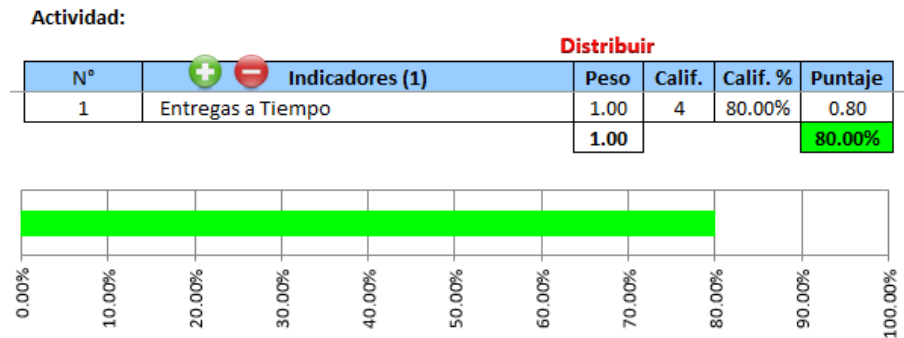 Actividad:
Distribuir
N° Indicadores (1) Peso Calif. Calif. % Puntaje
1 Entregas a Tiempo 1.00 4 80.00% 0.80
1.00 80.00%
0.00% 10.00% 20.00% 30.00% 40.00% 50.00% 60.00% 70.00% 80.00% 90.00% 100.00%